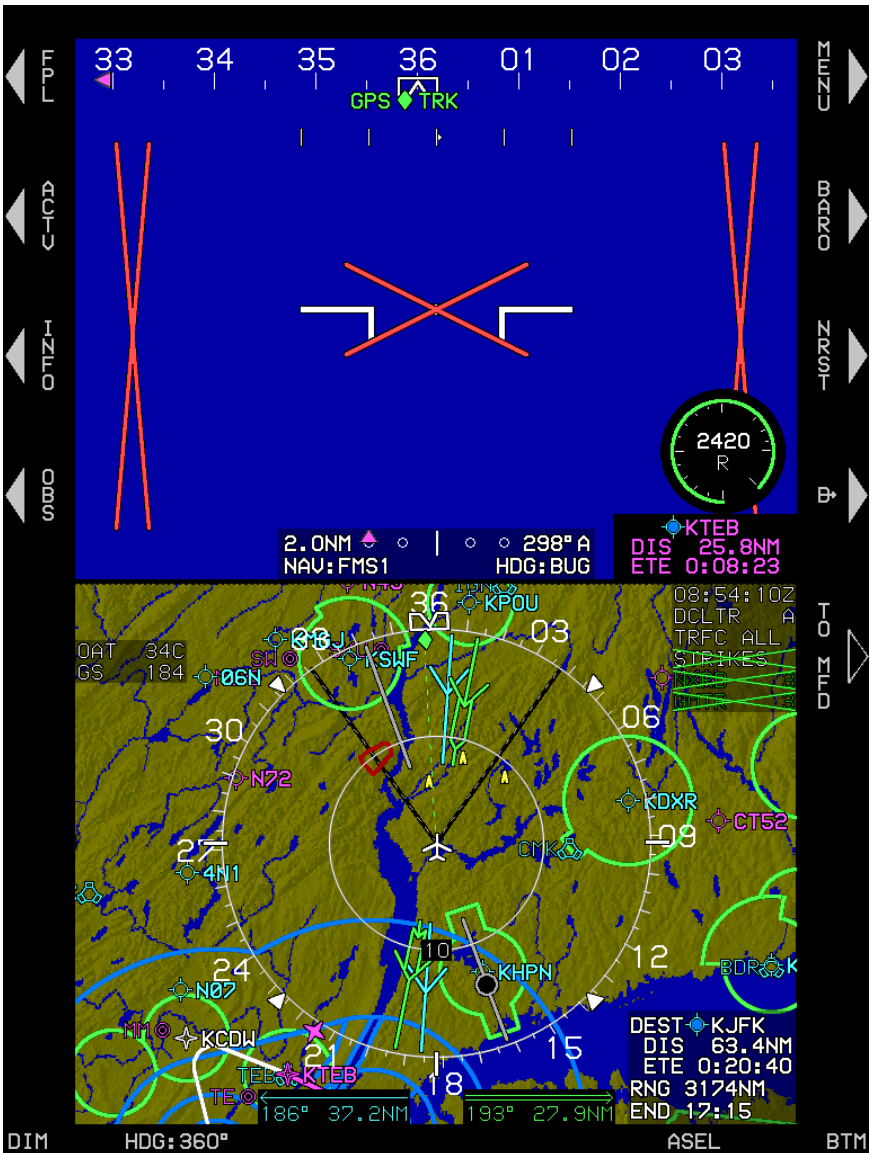 FPL
MENU
33 34 35 36 01 02 03
GPS TRK
ACTV
BARO
INFO
NRST
2420
R
OBS
2.0NM 298°A
NAV:FMS1 HDG:BUG
KTEB
DIS 25.8NM
ETE 0:08:23
08:54:10Z
DCLTR A
TRFC ALL
STRIKES
TO MFD
OAT 34C
GS 184
36
KPOU
33
03
SW
KSWF
06N
30
06
N72
KDXR
CT52
27
09
4N1
CMK
10
24
12
KHPN
BDR
N07
MM
KCDW
21
15
TEB
KTEB
TE
18
DEST KJFK
DIS 63.4NM
ETE 0:20:40
RNG 3174NM
END 17:15
186° 37.2NM
193° 27.9NM
DIM HDG:360° ASEL BTM